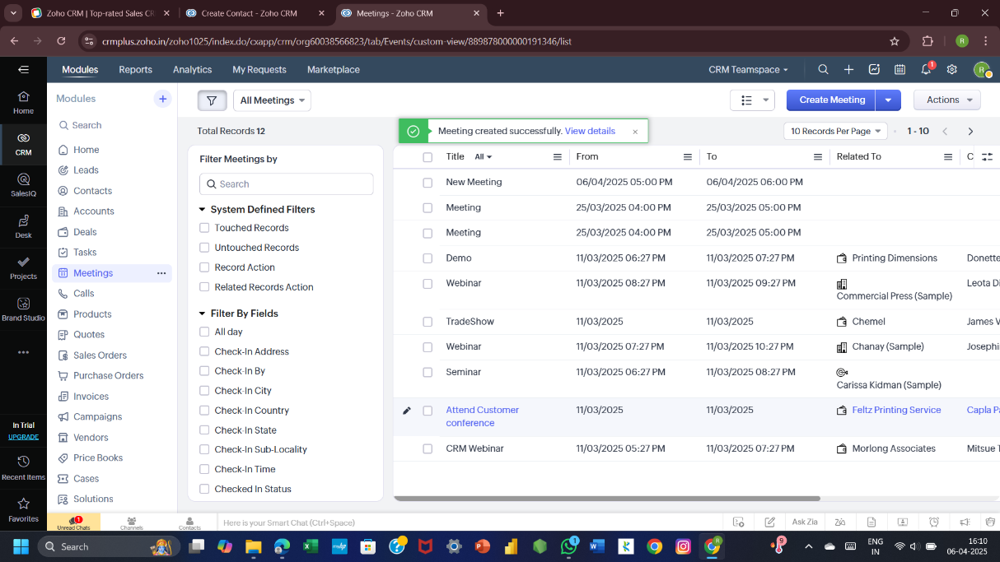 Zoho CRM | Top-rated Sales CR
Create Contact - Zoho CRM
Meetings - Zoho CRM
crmplus.zoho.in/zoho1025/index.do/cxapp/crm/org60038566823/tab/Events/custom-view/889878000000191346/list
R
Modules Reports Analytics My Requests Marketplace
CRM Teamspace
1
R
Home
CRM
SalesIQ
Desk
Projects
Brand Studio
In Trial
UPGRADE
Recent Items
Favorites
Modules
Search
Home
Leads
Contacts
Accounts
Deals
Tasks
Meetings
Calls
Products
Quotes
Sales Orders
Purchase Orders
Invoices
Campaigns
Vendors
Price Books
Cases
Solutions
All Meetings
Create Meeting
Actions
Total Records 12
Meeting created successfully. View details
10 Records Per Page
1 - 10
Filter Meetings by
Search
System Defined Filters
Touched Records
Untouched Records
Record Action
Related Records Action
Filter By Fields
All day
Check-In Address
Check-In By
Check-In City
Check-In Country
Check-In State
Check-In Sub-Locality
Check-In Time
Checked In Status
Title All From To Related To C
New Meeting 06/04/2025 05:00 PM 06/04/2025 06:00 PM
Meeting 25/03/2025 04:00 PM 25/03/2025 05:00 PM
Meeting 25/03/2025 04:00 PM 25/03/2025 05:00 PM
Demo 11/03/2025 06:27 PM 11/03/2025 07:27 PM Printing Dimensions Donette
Webinar 11/03/2025 08:27 PM 11/03/2025 09:27 PM Leota Di
Commercial Press (Sample)
TradeShow 11/03/2025 11/03/2025 Chemel James V
Webinar 11/03/2025 07:27 PM 11/03/2025 10:27 PM Chanay (Sample) Josephi
Seminar 11/03/2025 06:27 PM 11/03/2025 08:27 PM
Carissa Kidman (Sample)
Attend Customer 11/03/2025 11/03/2025 Feltz Printing Service Capla Pa
conference
CRM Webinar 11/03/2025 05:27 PM 11/03/2025 07:27 PM Morlong Associates Mitsue T
1
Unread Chats
Channels
Contacts
Here is your Smart Chat (Ctrl+Space)
Ask Zia
Search
1
9
ENG
IN
16:10
06-04-2025